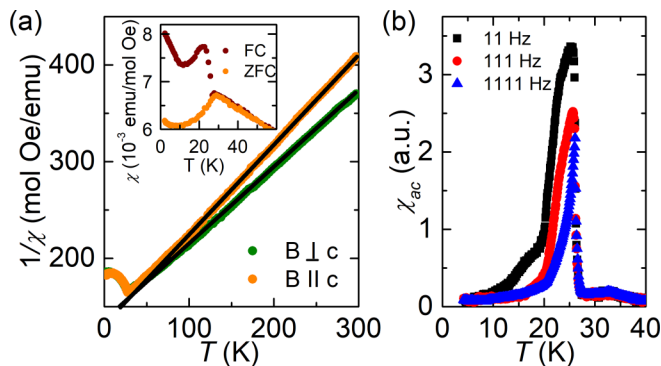 (a)
1/χ (mol Oe/emu)
400
300
200
0
100
200
300
T (K)
B ⊥ c
B || c
χ (10⁻³ emu/mol Oe)
8
7
6
0
20
40
T (K)
FC
ZFC
(b)
χac (a.u.)
3
2
1
0
0
10
20
30
40
T (K)
11 Hz
111 Hz
1111 Hz